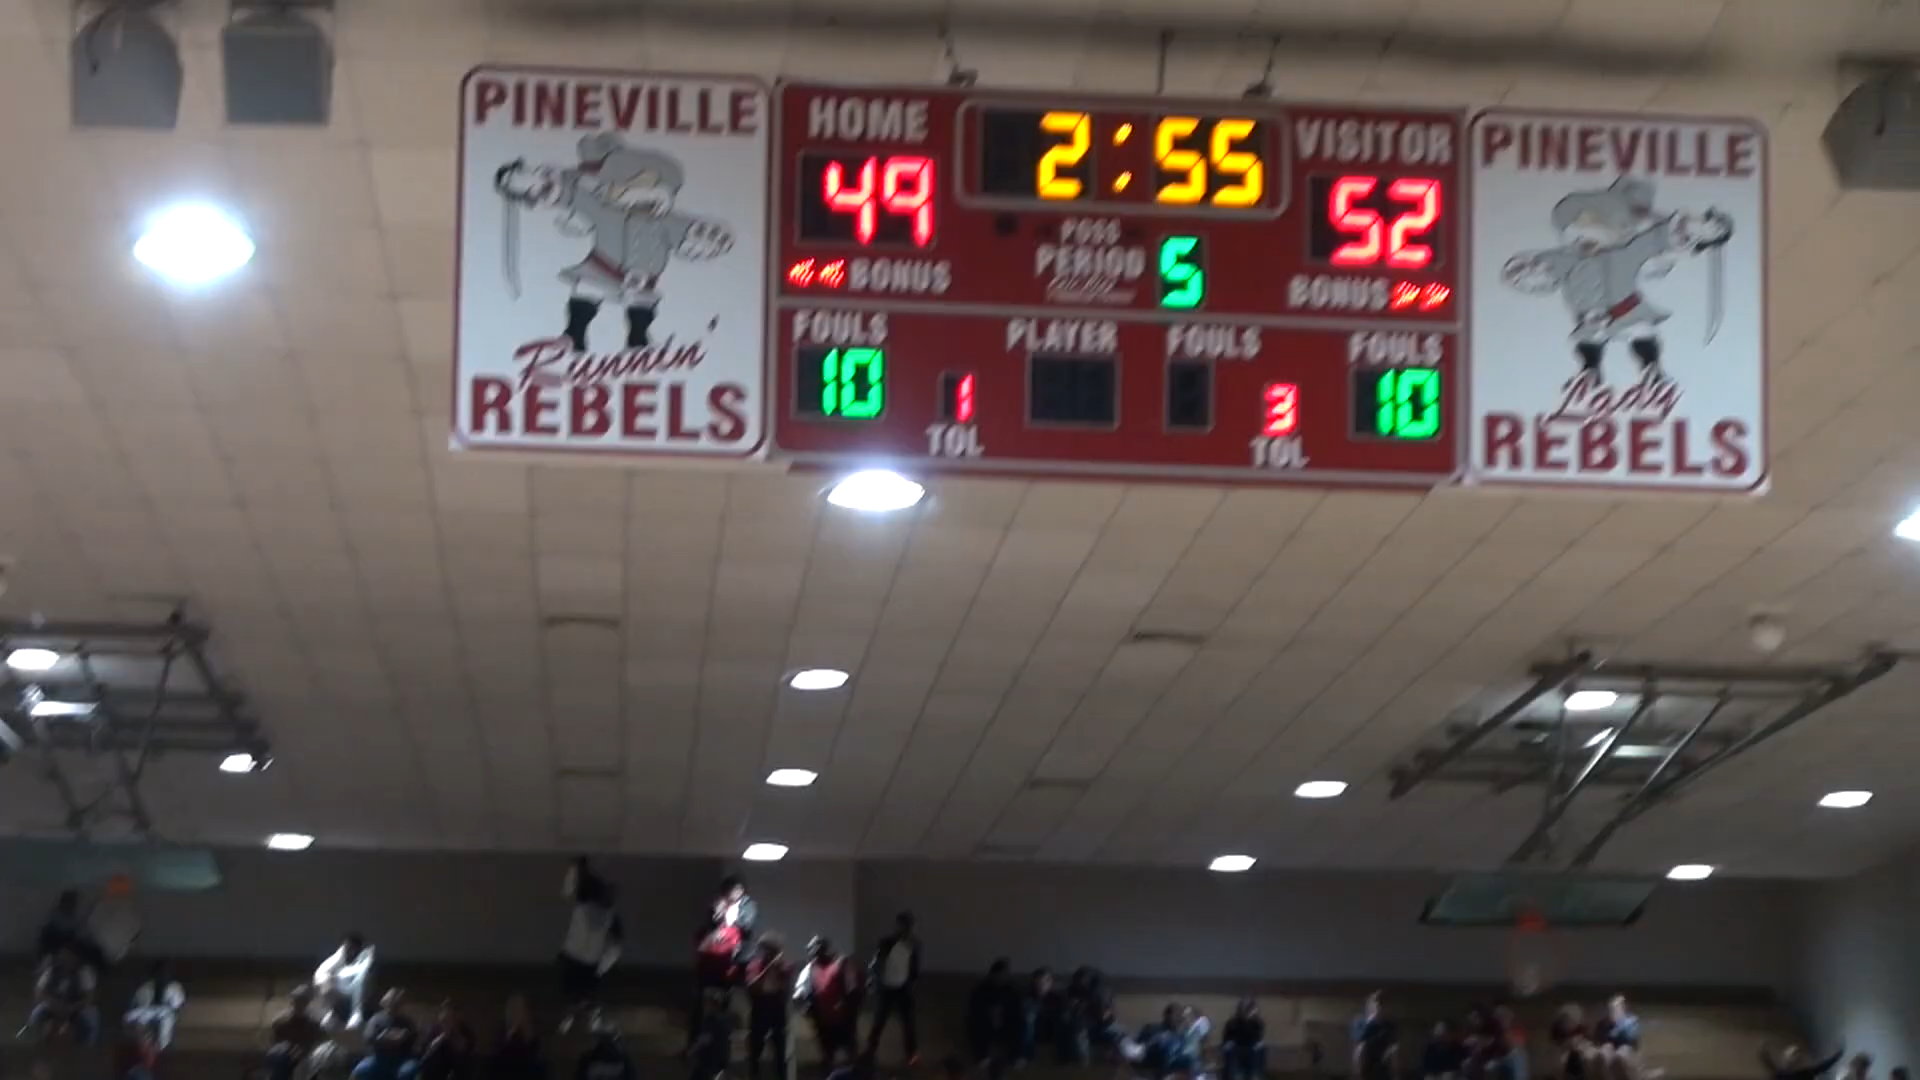 PINEVILLE
Runnin'
REBELS
HOME
2:55
VISITOR
49
52
POSS
BONUS
PERIOD
5
BONUS
FOULS
PLAYER
FOULS
FOULS
10
1
3
10
TOL
TOL
PINEVILLE
Lady
REBELS